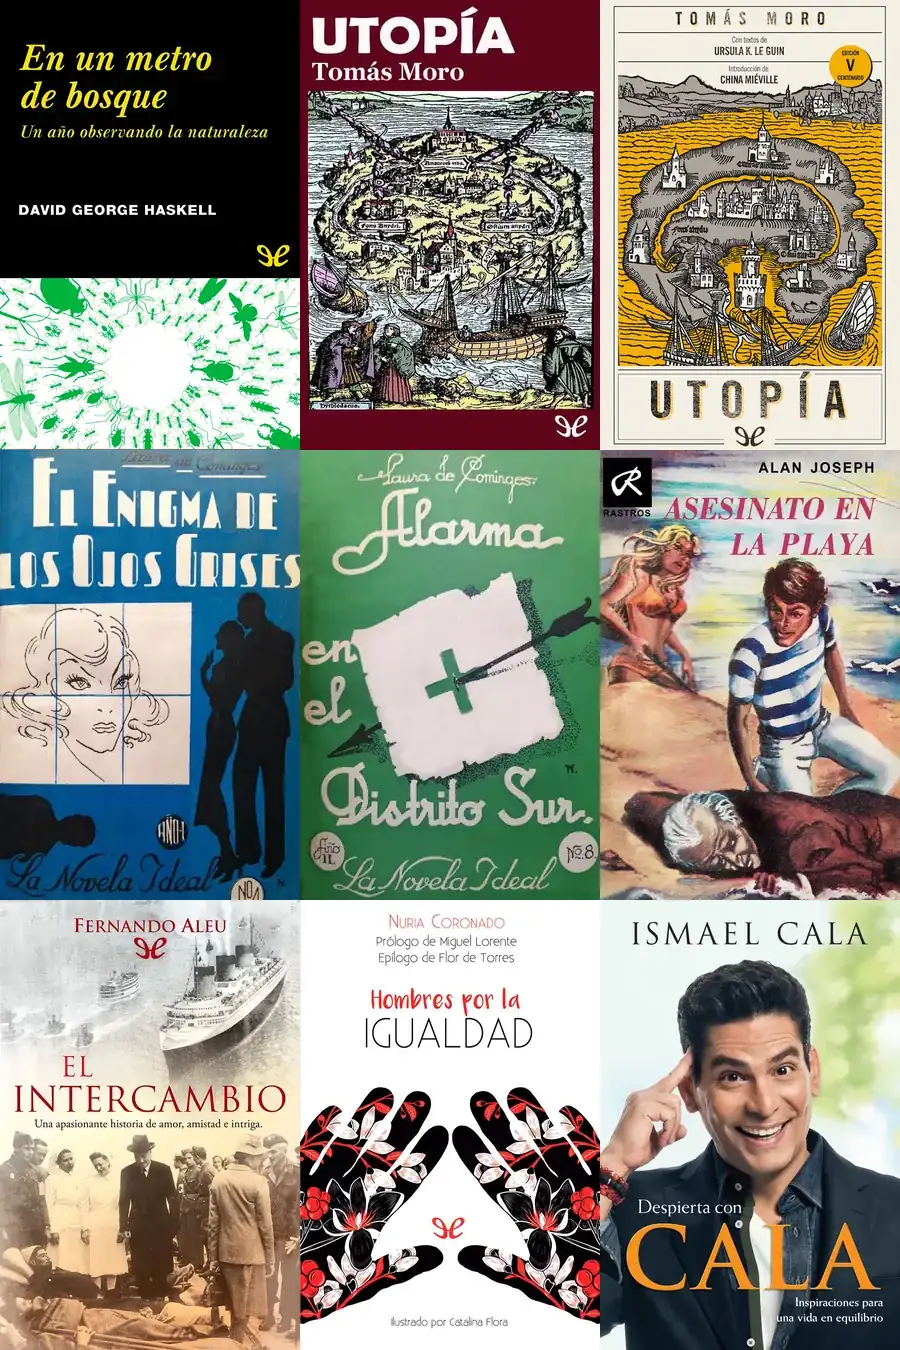 En un metro
de bosque
Un año observando la naturaleza
DAVID GEORGE HASKELL
UTOPÍA
Tomás Moro
TOMÁS MORO
Con textos de
URSULA K. LE GUIN
Introducción de
CHINA MIÉVILLE
EDICIÓN
V
CENTENARIO
UTOPÍA
Laura de Cominges
EL ENIGMA DE
LOS OJOS GRISES
AÑO-I
La Novela Ideal
NO1
Laura de Cominges.
Alarma
en
el
Distrito Sur.
Año
II
No. 8.
La Novela Ideal
R
RASTROS
ALAN JOSEPH
ASESINATO EN
LA PLAYA
FERNANDO ALEU
EL
INTERCAMBIO
Una apasionante historia de amor, amistad e intriga.
NURIA CORONADO
Prólogo de Miguel Lorente
Epílogo de Flor de Torres
Hombres por la
IGUALDAD
Ilustrado por Catalina Flora
ISMAEL CALA
Despierta con
CALA
Inspiraciones para
una vida en equilibrio